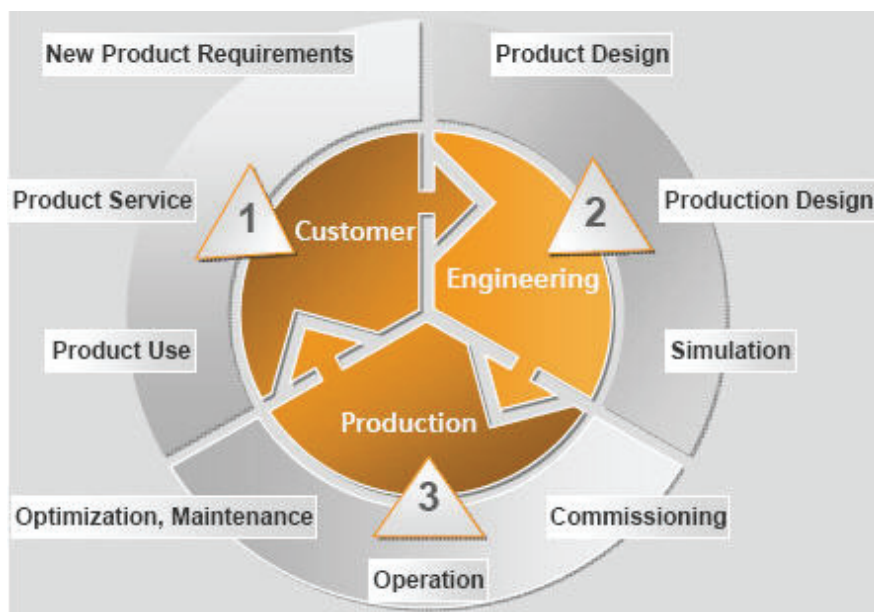 New Product Requirements
Product Design
Product Service
1
Customer
2
Production Design
Engineering
Product Use
Simulation
Production
Optimization, Maintenance
3
Commissioning
Operation